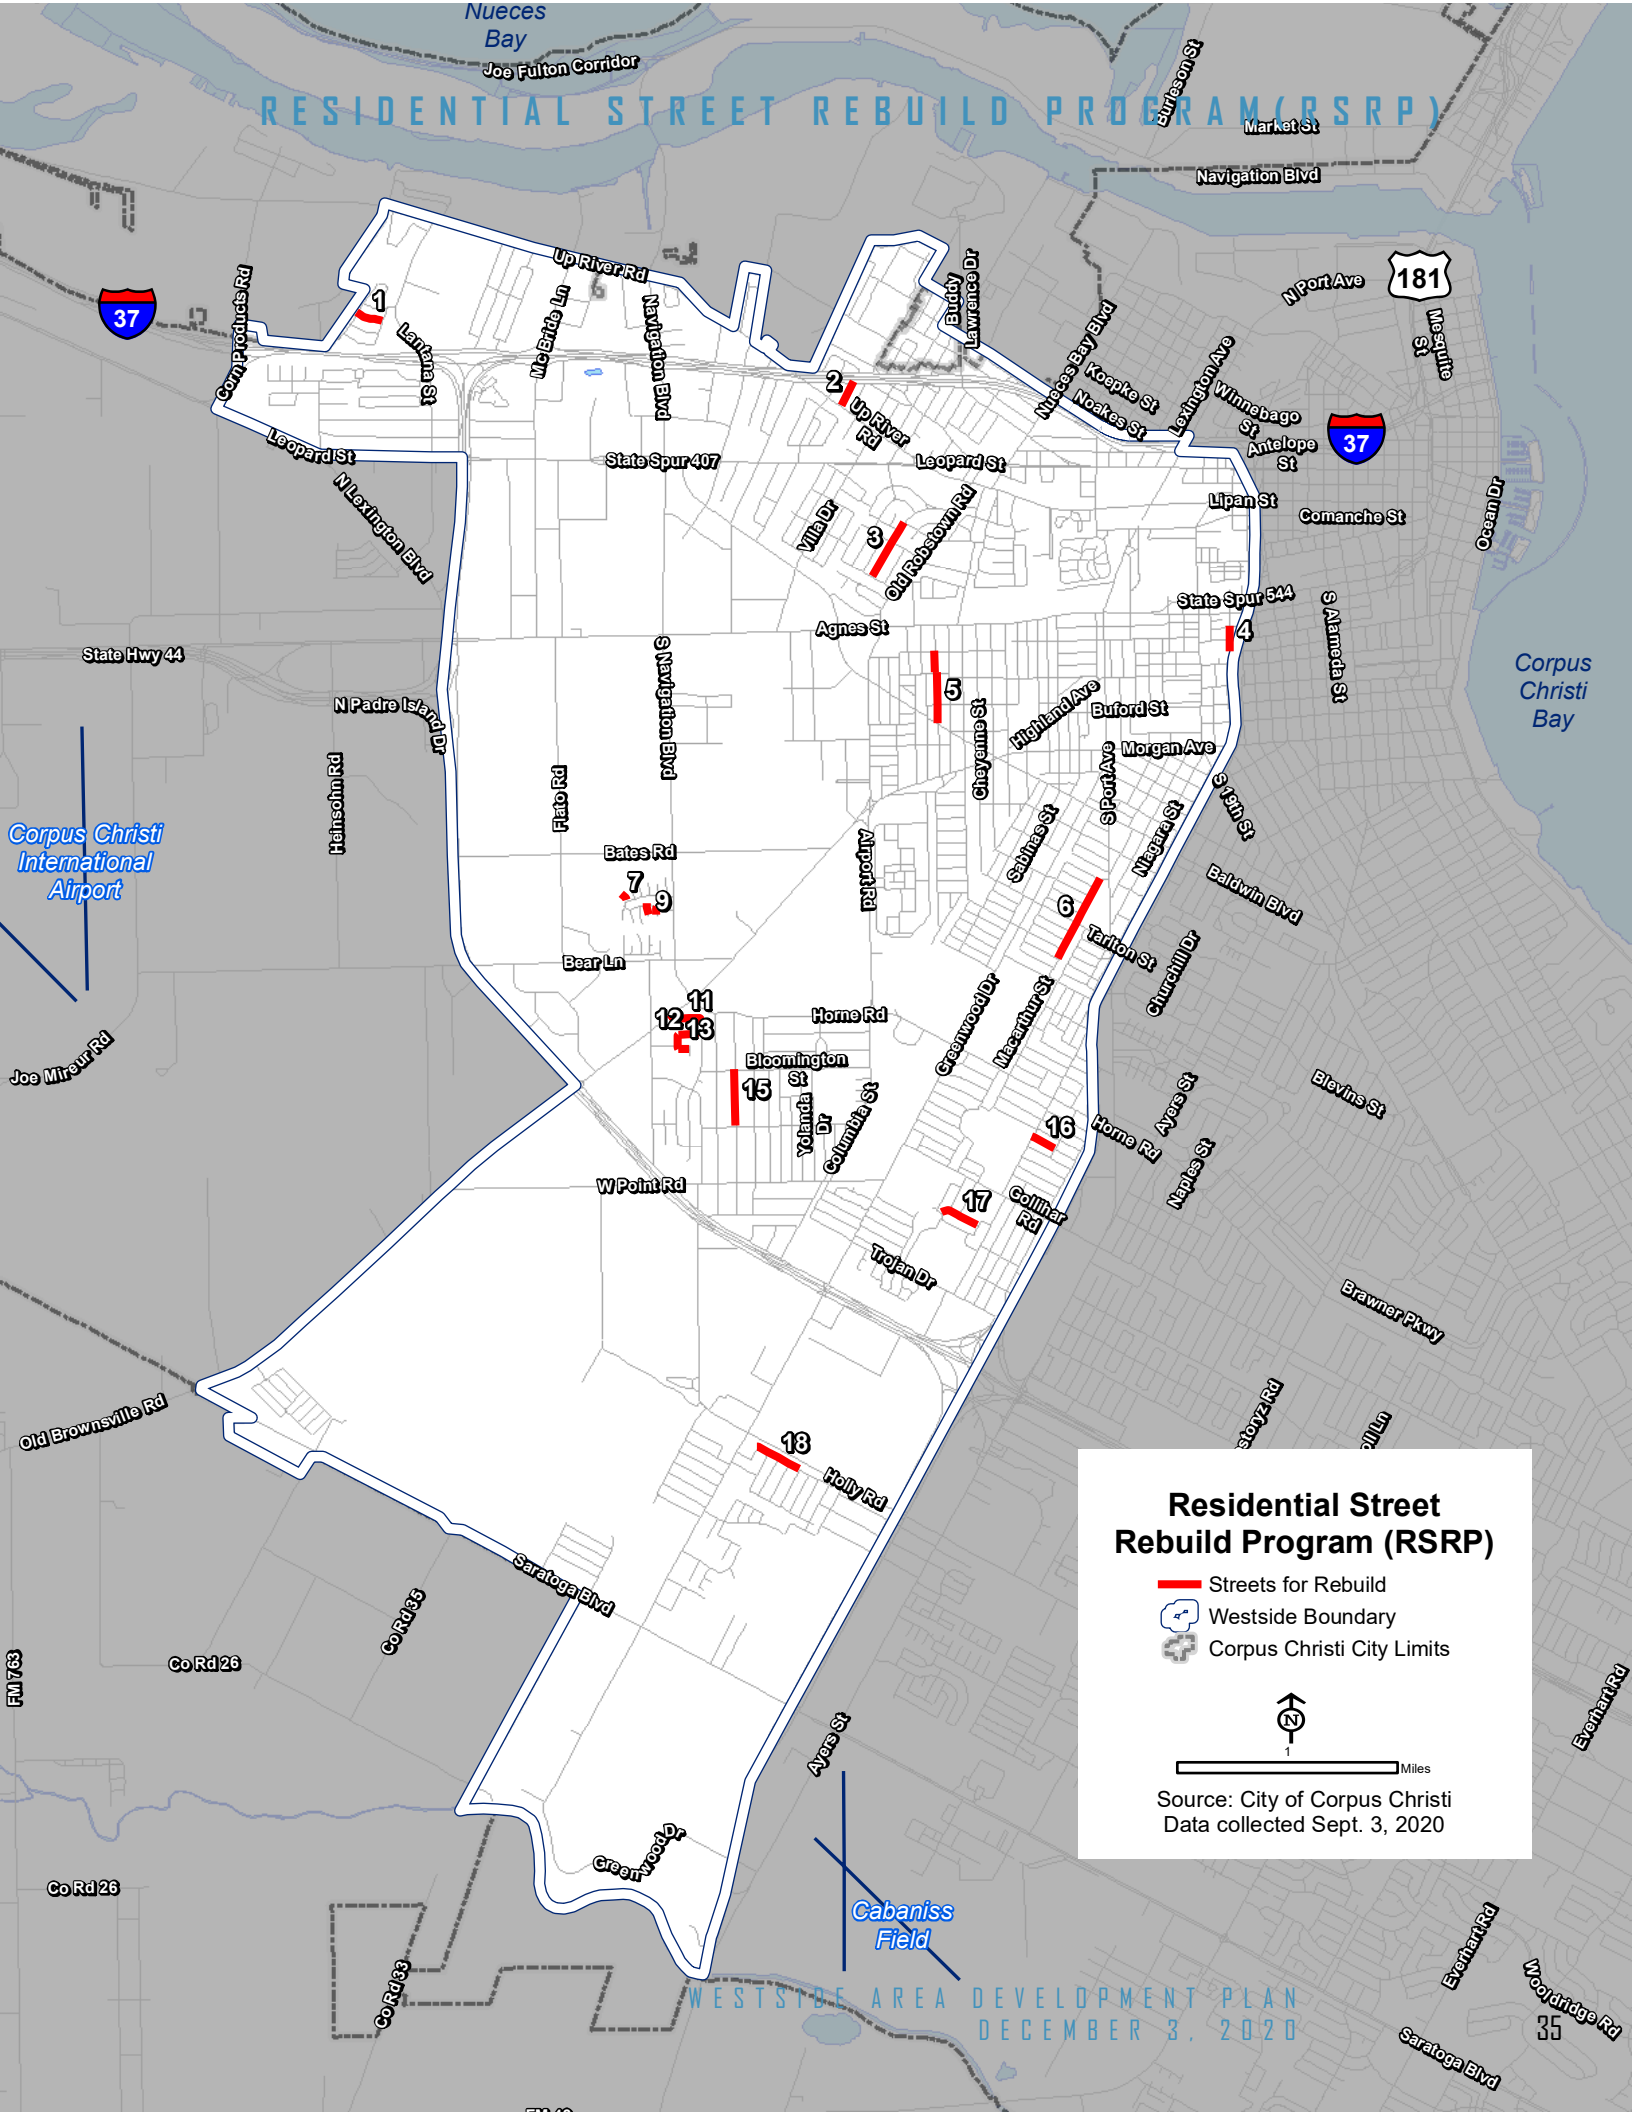 Nueces
Bay
Joe Fulton Corridor
RESIDENTIAL STREET REBUILD PROGRAM(RSRP)
Burleson St
Market St
Navigation Blvd
Up River Rd
Corn Products Rd
37
1
Lantana St
Mc Bride Ln
Navigation Blvd
Buddy
Lawrence Dr
N Port Ave
181
Mesquite
St
Nueces Bay Blvd
Koepke St
Noakes St
Lexington Ave
Winnebago
St
Antelope
St
37
2
Up River
Rd
Leopard St
State Spur 407
Leopard St
N Lexington Blvd
Lipan St
Comanche St
Ocean Dr
Villa Dr
3
Old Robstown Rd
State Spur 544
Agnes St
4
S Alameda St
State Hwy 44
N Padre Island Dr
S Navigation Blvd
5
Cheyenne St
Highland Ave
Buford St
Morgan Ave
Corpus
Christi
Bay
Heinsohn Rd
Flato Rd
S Port Ave
S 19th St
Corpus Christi
International
Airport
Bates Rd
Airport Rd
Sabinas St
Niagara St
7
9
6
Baldwin Blvd
Tarlton St
Churchill Dr
Bear Ln
11
12
13
Horne Rd
Greenwood Dr
Macarthur St
Joe Mireur Rd
Bloomington
St
15
Yolanda
Dr
Columbia St
16
Horne Rd
Ayers St
Blevins St
Naples St
W Point Rd
17
Gollihar
Rd
Trojan Dr
Brawner Pkwy
Old Brownsville Rd
18
Holly Rd
Saratoga Blvd
Co Rd 35
Co Rd 26
FM 763
Residential Street
Rebuild Program (RSRP)
Streets for Rebuild
Westside Boundary
Corpus Christi City Limits
N
1
Miles
Source: City of Corpus Christi
Data collected Sept. 3, 2020
Everhart Rd
Ayers St
Greenwood Dr
Co Rd 26
Cabaniss
Field
Co Rd 33
Everhart Rd
Wooldridge Rd
Saratoga Blvd
WESTSIDE AREA DEVELOPMENT PLAN
DECEMBER 3, 2020
35